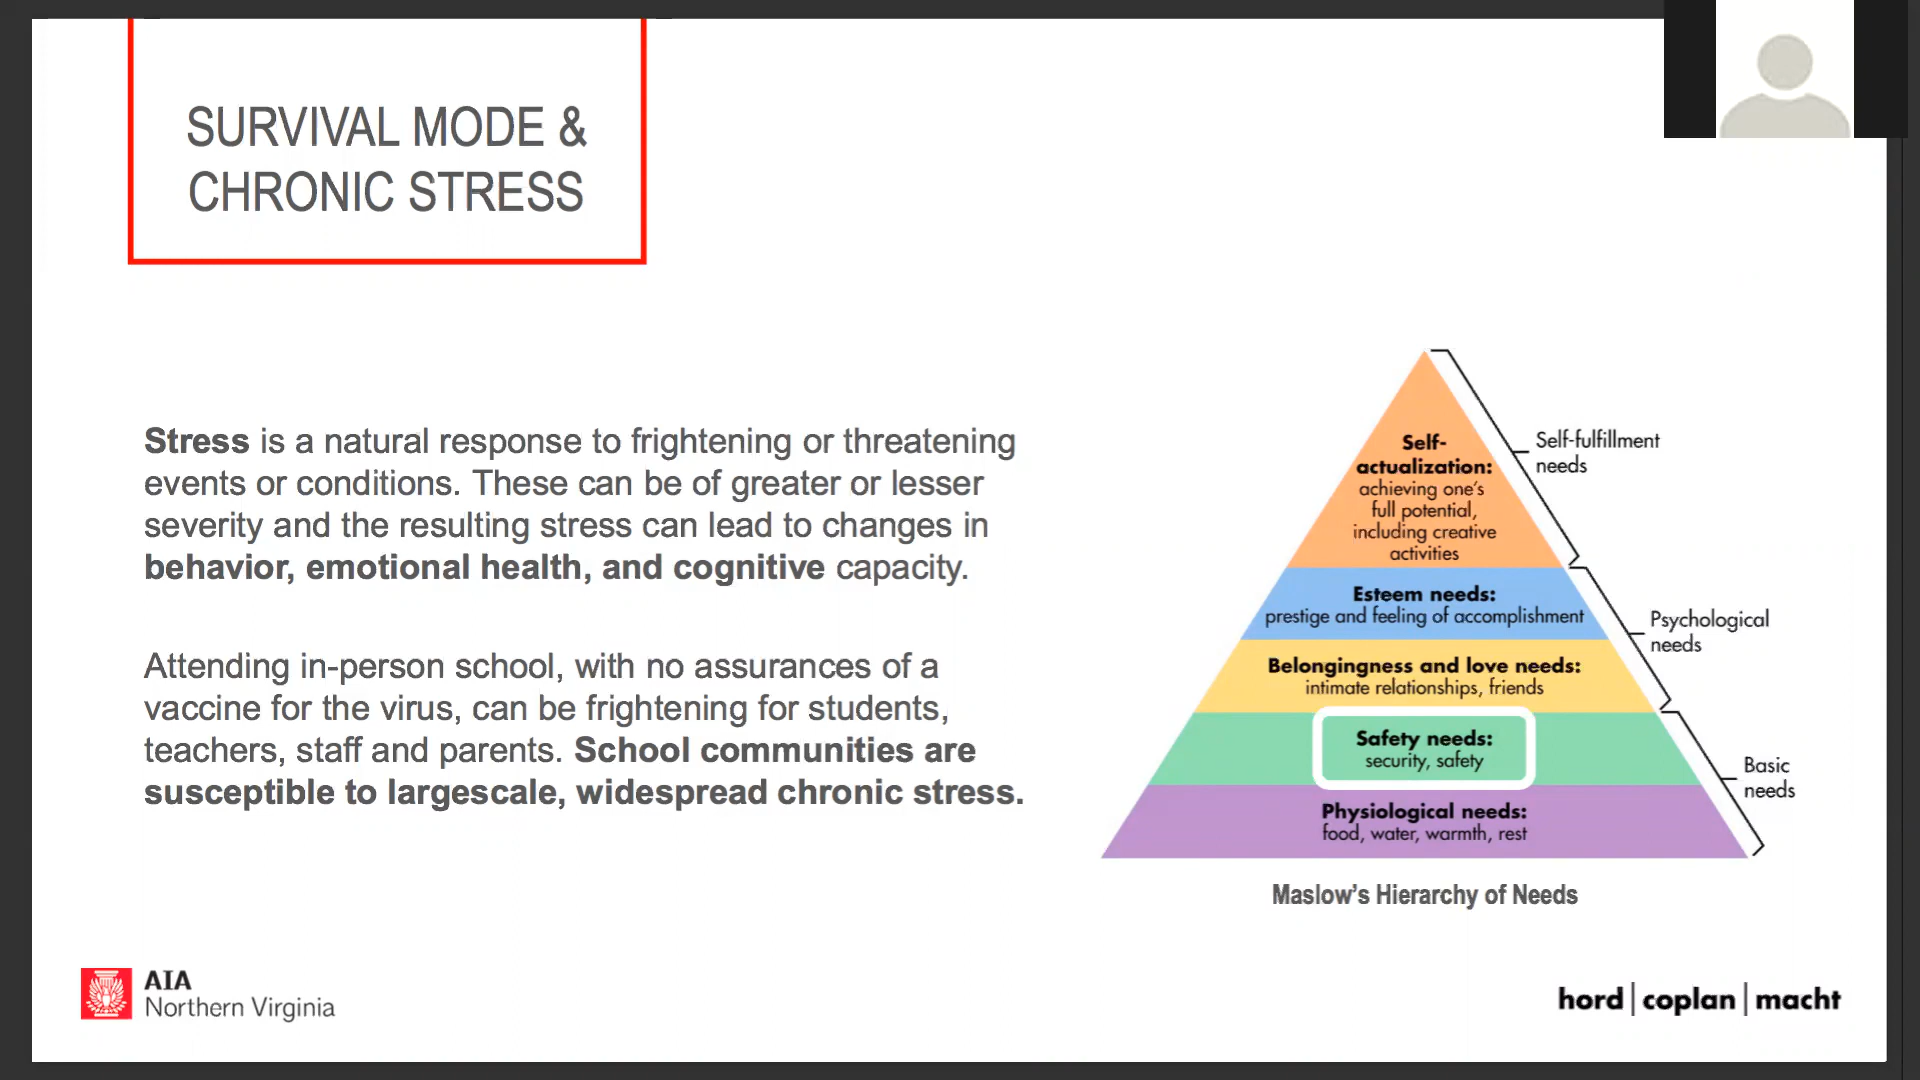 SURVIVAL MODE &
CHRONIC STRESS
Stress is a natural response to frightening or threatening
events or conditions. These can be of greater or lesser
severity and the resulting stress can lead to changes in
behavior, emotional health, and cognitive capacity.
Attending in-person school, with no assurances of a
vaccine for the virus, can be frightening for students,
teachers, staff and parents. School communities are
susceptible to largescale, widespread chronic stress.
Self-
actualization:
achieving one's
full potential,
including creative
activities
Self-fulfillment
needs
Esteem needs:
prestige and feeling of accomplishment
Belongingness and love needs:
intimate relationships, friends
Psychological
needs
Safety needs:
security, safety
Physiological needs:
food, water, warmth, rest
Basic
needs
Maslow's Hierarchy of Needs
AIA
Northern Virginia
hord | coplan | macht